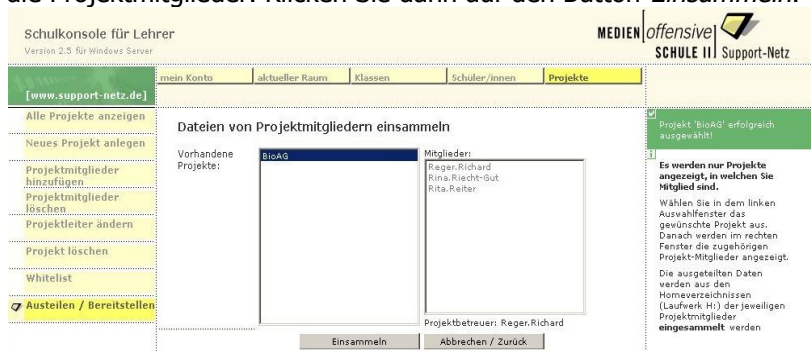 die Projektmitglieder. Klicken Sie dann auf den Button Einsammeln.
Schulkonsole für Lehrer
Version 2.5 für Windows Server
MEDIEN offensive
SCHULE II Support-Netz
[www.support-netz.de]
mein Konto
aktueller Raum
Klassen
Schüler/innen
Projekte
Alle Projekte anzeigen
Neues Projekt anlegen
Projektmitglieder
hinzufügen
Projektmitglieder
löschen
Projektleiter ändern
Projekt löschen
Whitelist
Austeilen / Bereitstellen
Dateien von Projektmitgliedern einsammeln
Vorhandene
Projekte:
BioAG
Mitglieder:
Reger.Richard
Rina.Riecht-Gut
Rita.Reiter
Projektbetreuer: Reger.Richard
Einsammeln
Abbrechen / Zurück
Projekt 'BioAG' erfolgreich
ausgewählt!
Es werden nur Projekte
angezeigt, in welchen Sie
Mitglied sind.
Wählen Sie in dem linken
Auswahlfenster das
gewünschte Projekt aus.
Danach werden im rechten
Fenster die zugehörigen
Projekt-Mitglieder angezeigt.
Die ausgeteilten Daten
werden aus den
Homeverzeichnissen
(Laufwerk H:) der jeweiligen
Projektmitglieder
eingesammelt werden